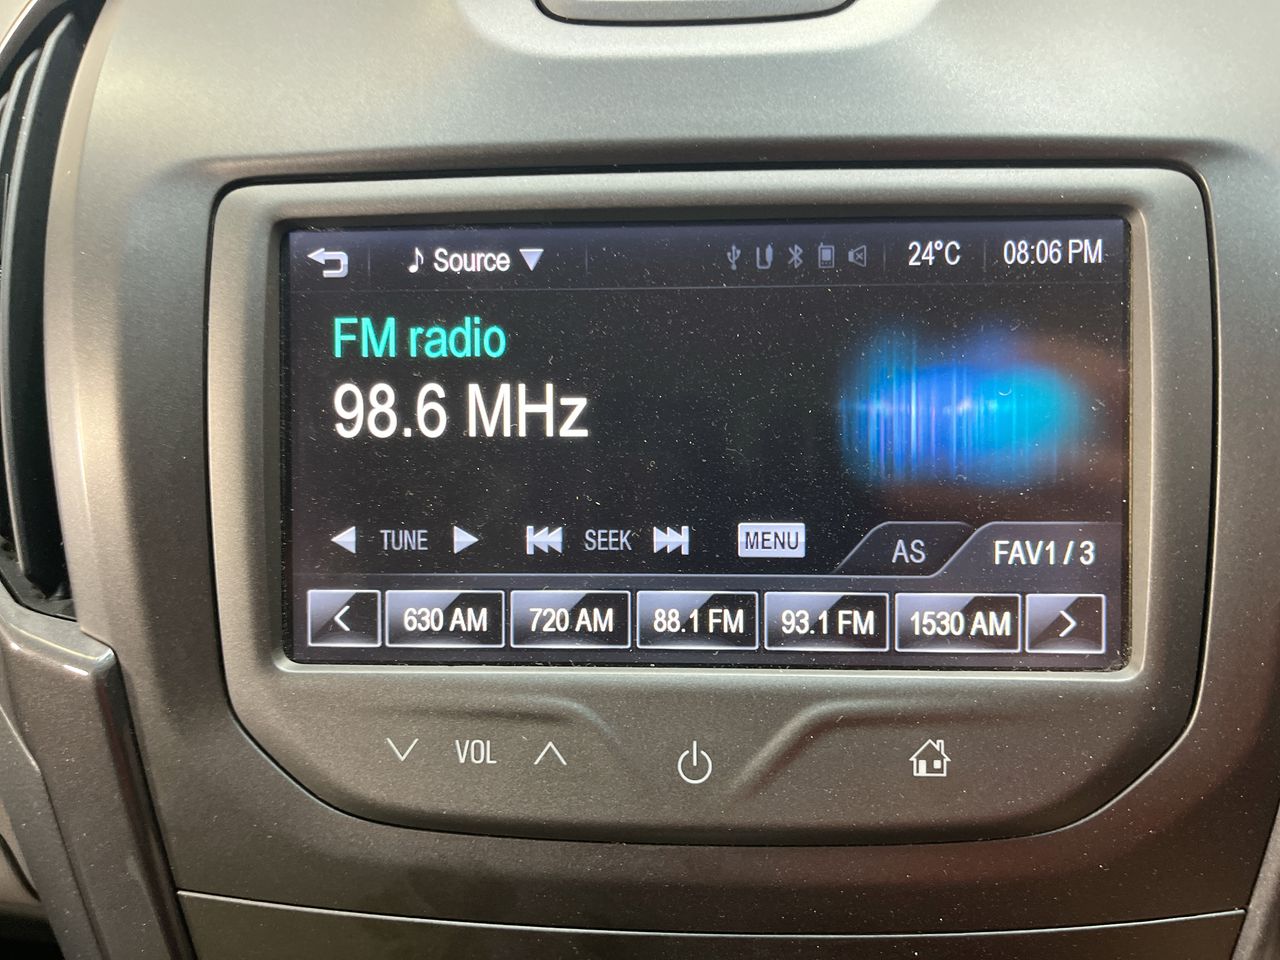 Source 24°C 08:06 PM
FM radio
98.6 MHz
TUNE SEEK MENU AS FAV1 / 3
630 AM 720 AM 88.1 FM 93.1 FM 1530 AM
VOL